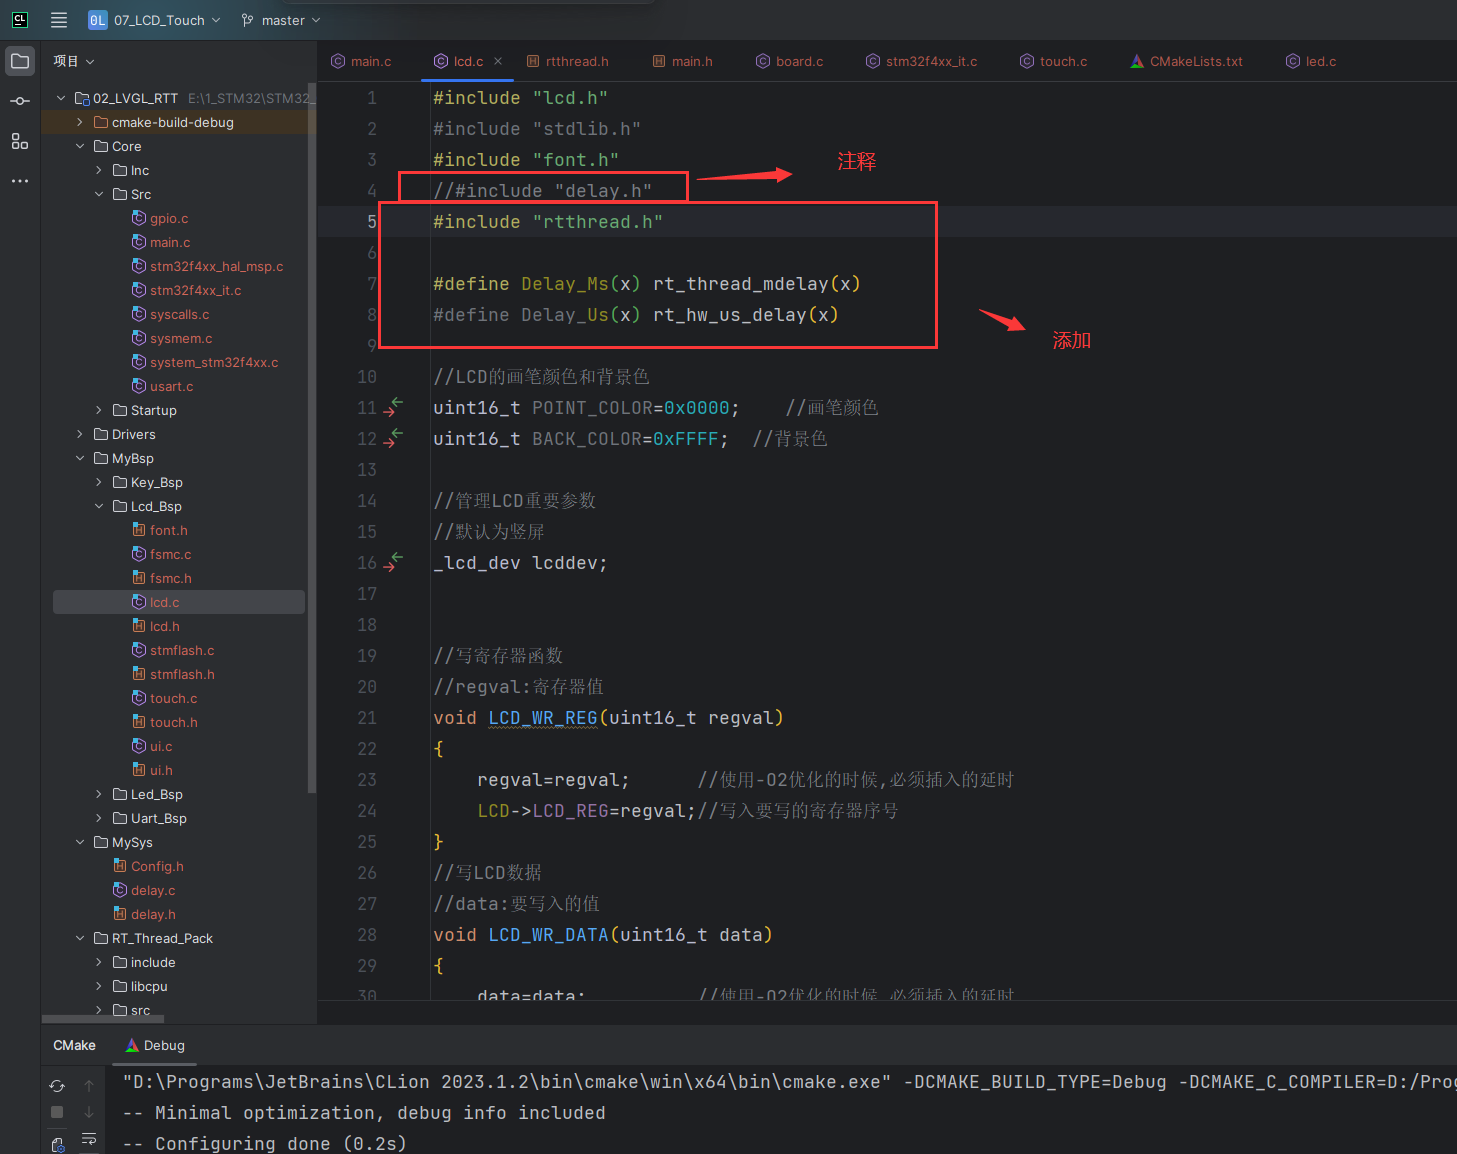 CL
0L 07_LCD_Touch master
项目
main.c lcd.c rtthread.h main.h board.c stm32f4xx_it.c touch.c CMakeLists.txt led.c
02_LVGL_RTT E:\1_STM32\STM32_
cmake-build-debug
Core
Inc
Src
gpio.c
main.c
stm32f4xx_hal_msp.c
stm32f4xx_it.c
syscalls.c
sysmem.c
system_stm32f4xx.c
usart.c
Startup
Drivers
MyBsp
Key_Bsp
Lcd_Bsp
font.h
fsmc.c
fsmc.h
lcd.c
lcd.h
stmflash.c
stmflash.h
touch.c
touch.h
ui.c
ui.h
Led_Bsp
Uart_Bsp
MySys
Config.h
delay.c
delay.h
RT_Thread_Pack
include
libcpu
src
1 #include "lcd.h"
2 #include "stdlib.h"
3 #include "font.h"
4 //#include "delay.h"
注释
5 #include "rtthread.h"
6
7 #define Delay_Ms(x) rt_thread_mdelay(x)
8 #define Delay_Us(x) rt_hw_us_delay(x)
添加
9
10 //LCD的画笔颜色和背景色
11 uint16_t POINT_COLOR=0x0000; //画笔颜色
12 uint16_t BACK_COLOR=0xFFFF; //背景色
13
14 //管理LCD重要参数
15 //默认为竖屏
16 _lcd_dev lcddev;
17
18
19 //写寄存器函数
20 //regval:寄存器值
21 void LCD_WR_REG(uint16_t regval)
22 {
23 regval=regval; //使用-O2优化的时候,必须插入的延时
24 LCD->LCD_REG=regval;//写入要写的寄存器序号
25 }
26 //写LCD数据
27 //data:要写入的值
28 void LCD_WR_DATA(uint16_t data)
29 {
30 data=data; //使用-O2优化的时候,必须插入的延时
CMake Debug
"D:\Programs\JetBrains\CLion 2023.1.2\bin\cmake\win\x64\bin\cmake.exe" -DCMAKE_BUILD_TYPE=Debug -DCMAKE_C_COMPILER=D:/Prog
-- Minimal optimization, debug info included
-- Configuring done (0.2s)